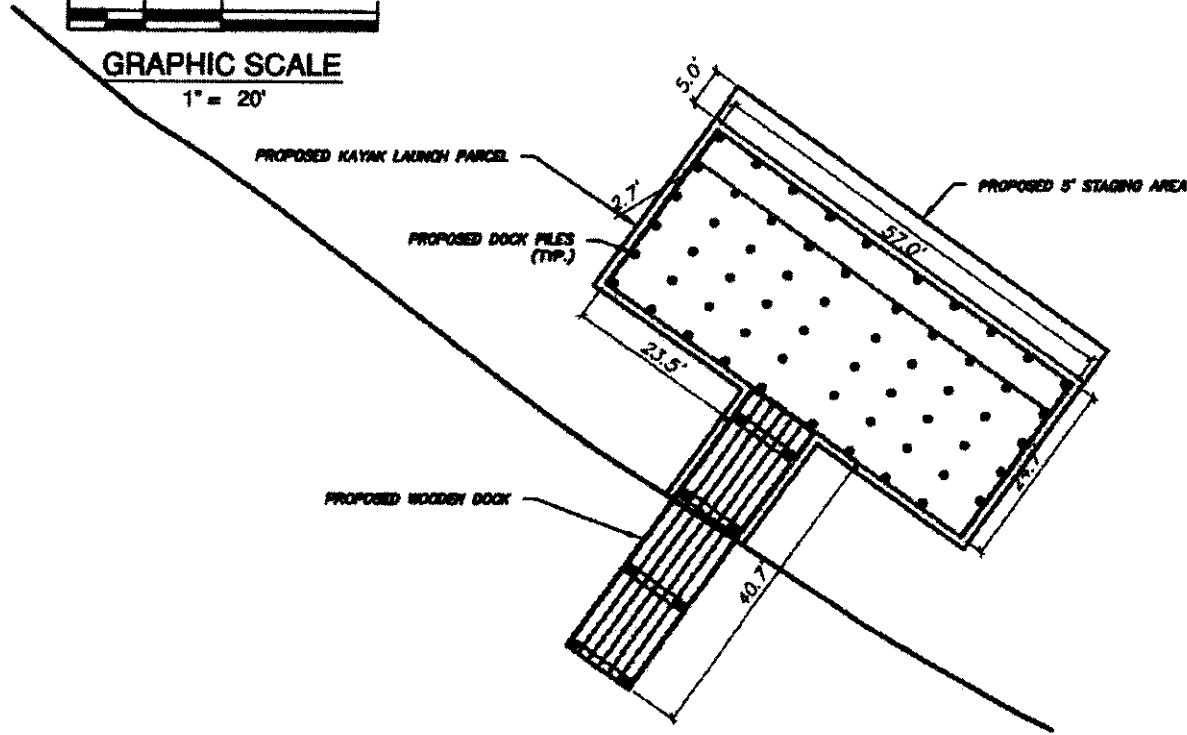 GRAPHIC SCALE
1" = 20'
5.0'
PROPOSED KAYAK LAUNCH PARCEL
PROPOSED 5' STAGING AREA
2.7'
57.0'
PROPOSED DOCK PILES
(TYP.)
23.5'
PROPOSED WOODEN DOCK
40.7'